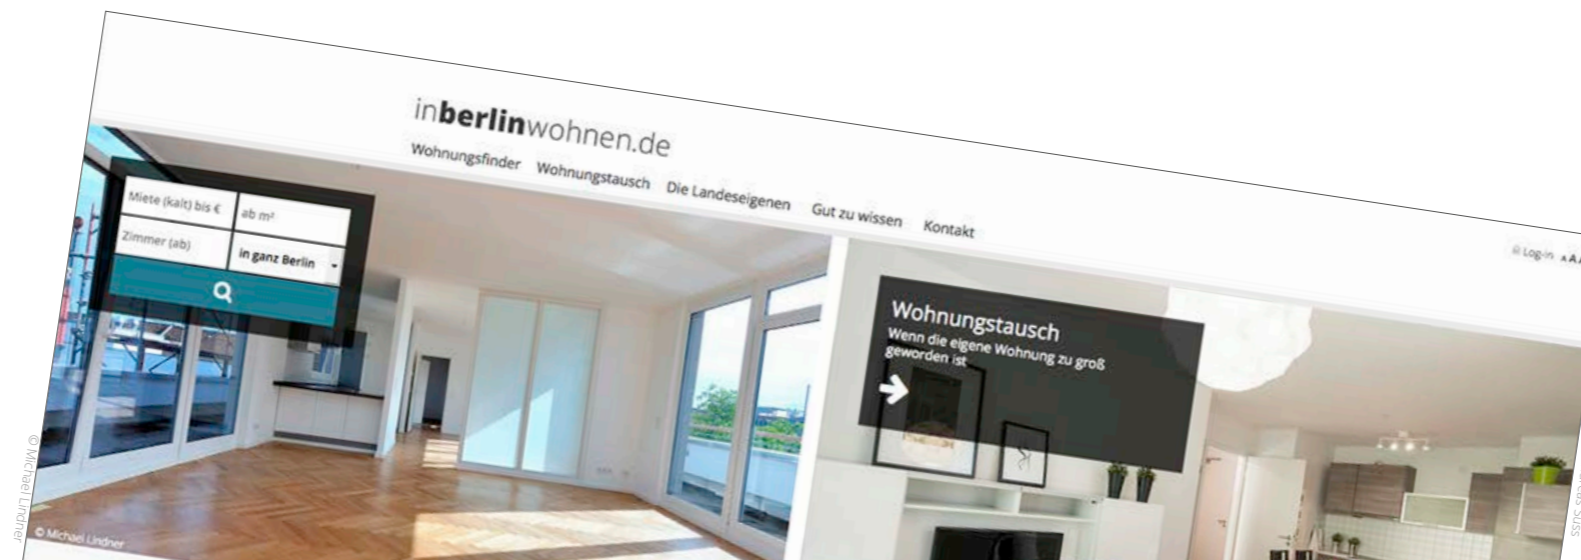 inberlinwohnen.de
Wohnungsfinder Wohnungstausch Die Landeseigenen Gut zu wissen Kontakt
Log-in A A
Miete (kalt) bis € ab m²
Zimmer (ab) in ganz Berlin
Wohnungstausch
Wenn die eigene Wohnung zu groß
geworden ist
© Michael Lindner
© Michael Lindner